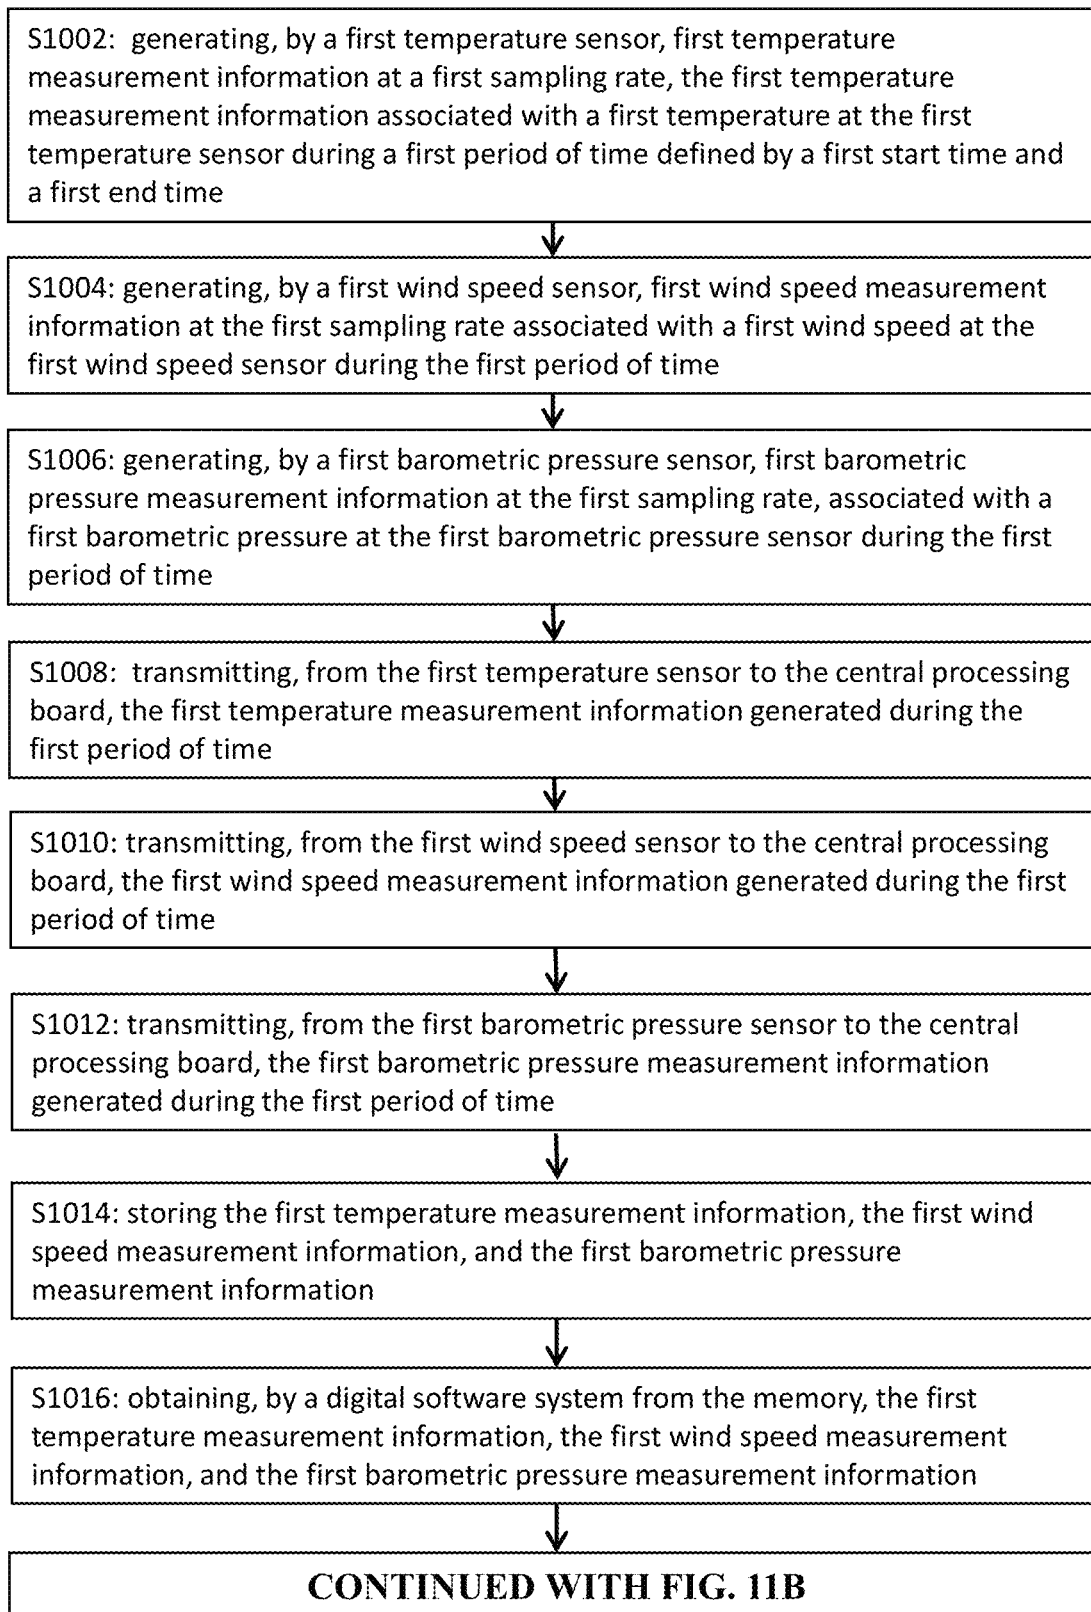 S1002: generating, by a first temperature sensor, first temperature
measurement information at a first sampling rate, the first temperature
measurement information associated with a first temperature at the first
temperature sensor during a first period of time defined by a first start time and
a first end time
S1004: generating, by a first wind speed sensor, first wind speed measurement
information at the first sampling rate associated with a first wind speed at the
first wind speed sensor during the first period of time
S1006: generating, by a first barometric pressure sensor, first barometric
pressure measurement information at the first sampling rate, associated with a
first barometric pressure at the first barometric pressure sensor during the first
period of time
S1008: transmitting, from the first temperature sensor to the central processing
board, the first temperature measurement information generated during the
first period of time
S1010: transmitting, from the first wind speed sensor to the central processing
board, the first wind speed measurement information generated during the first
period of time
S1012: transmitting, from the first barometric pressure sensor to the central
processing board, the first barometric pressure measurement information
generated during the first period of time
S1014: storing the first temperature measurement information, the first wind
speed measurement information, and the first barometric pressure
measurement information
S1016: obtaining, by a digital software system from the memory, the first
temperature measurement information, the first wind speed measurement
information, and the first barometric pressure measurement information
CONTINUED WITH FIG. 11B